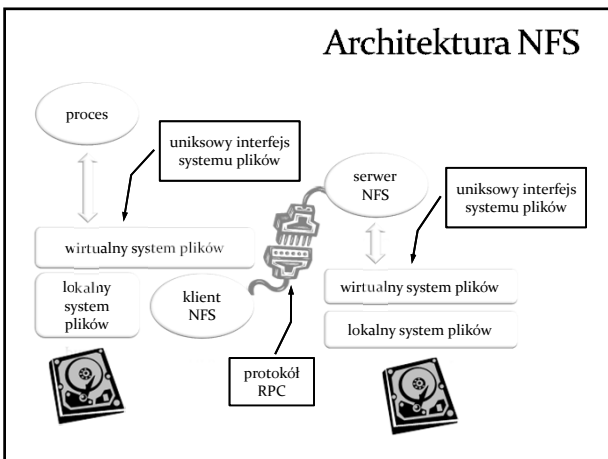 Architektura NFS
proces
uniksowy interfejs
systemu plików
wirtualny system plików
lokalny
system
plików
klient
NFS
protokół
RPC
serwer
NFS
uniksowy interfejs
systemu plików
wirtualny system plików
lokalny system plików